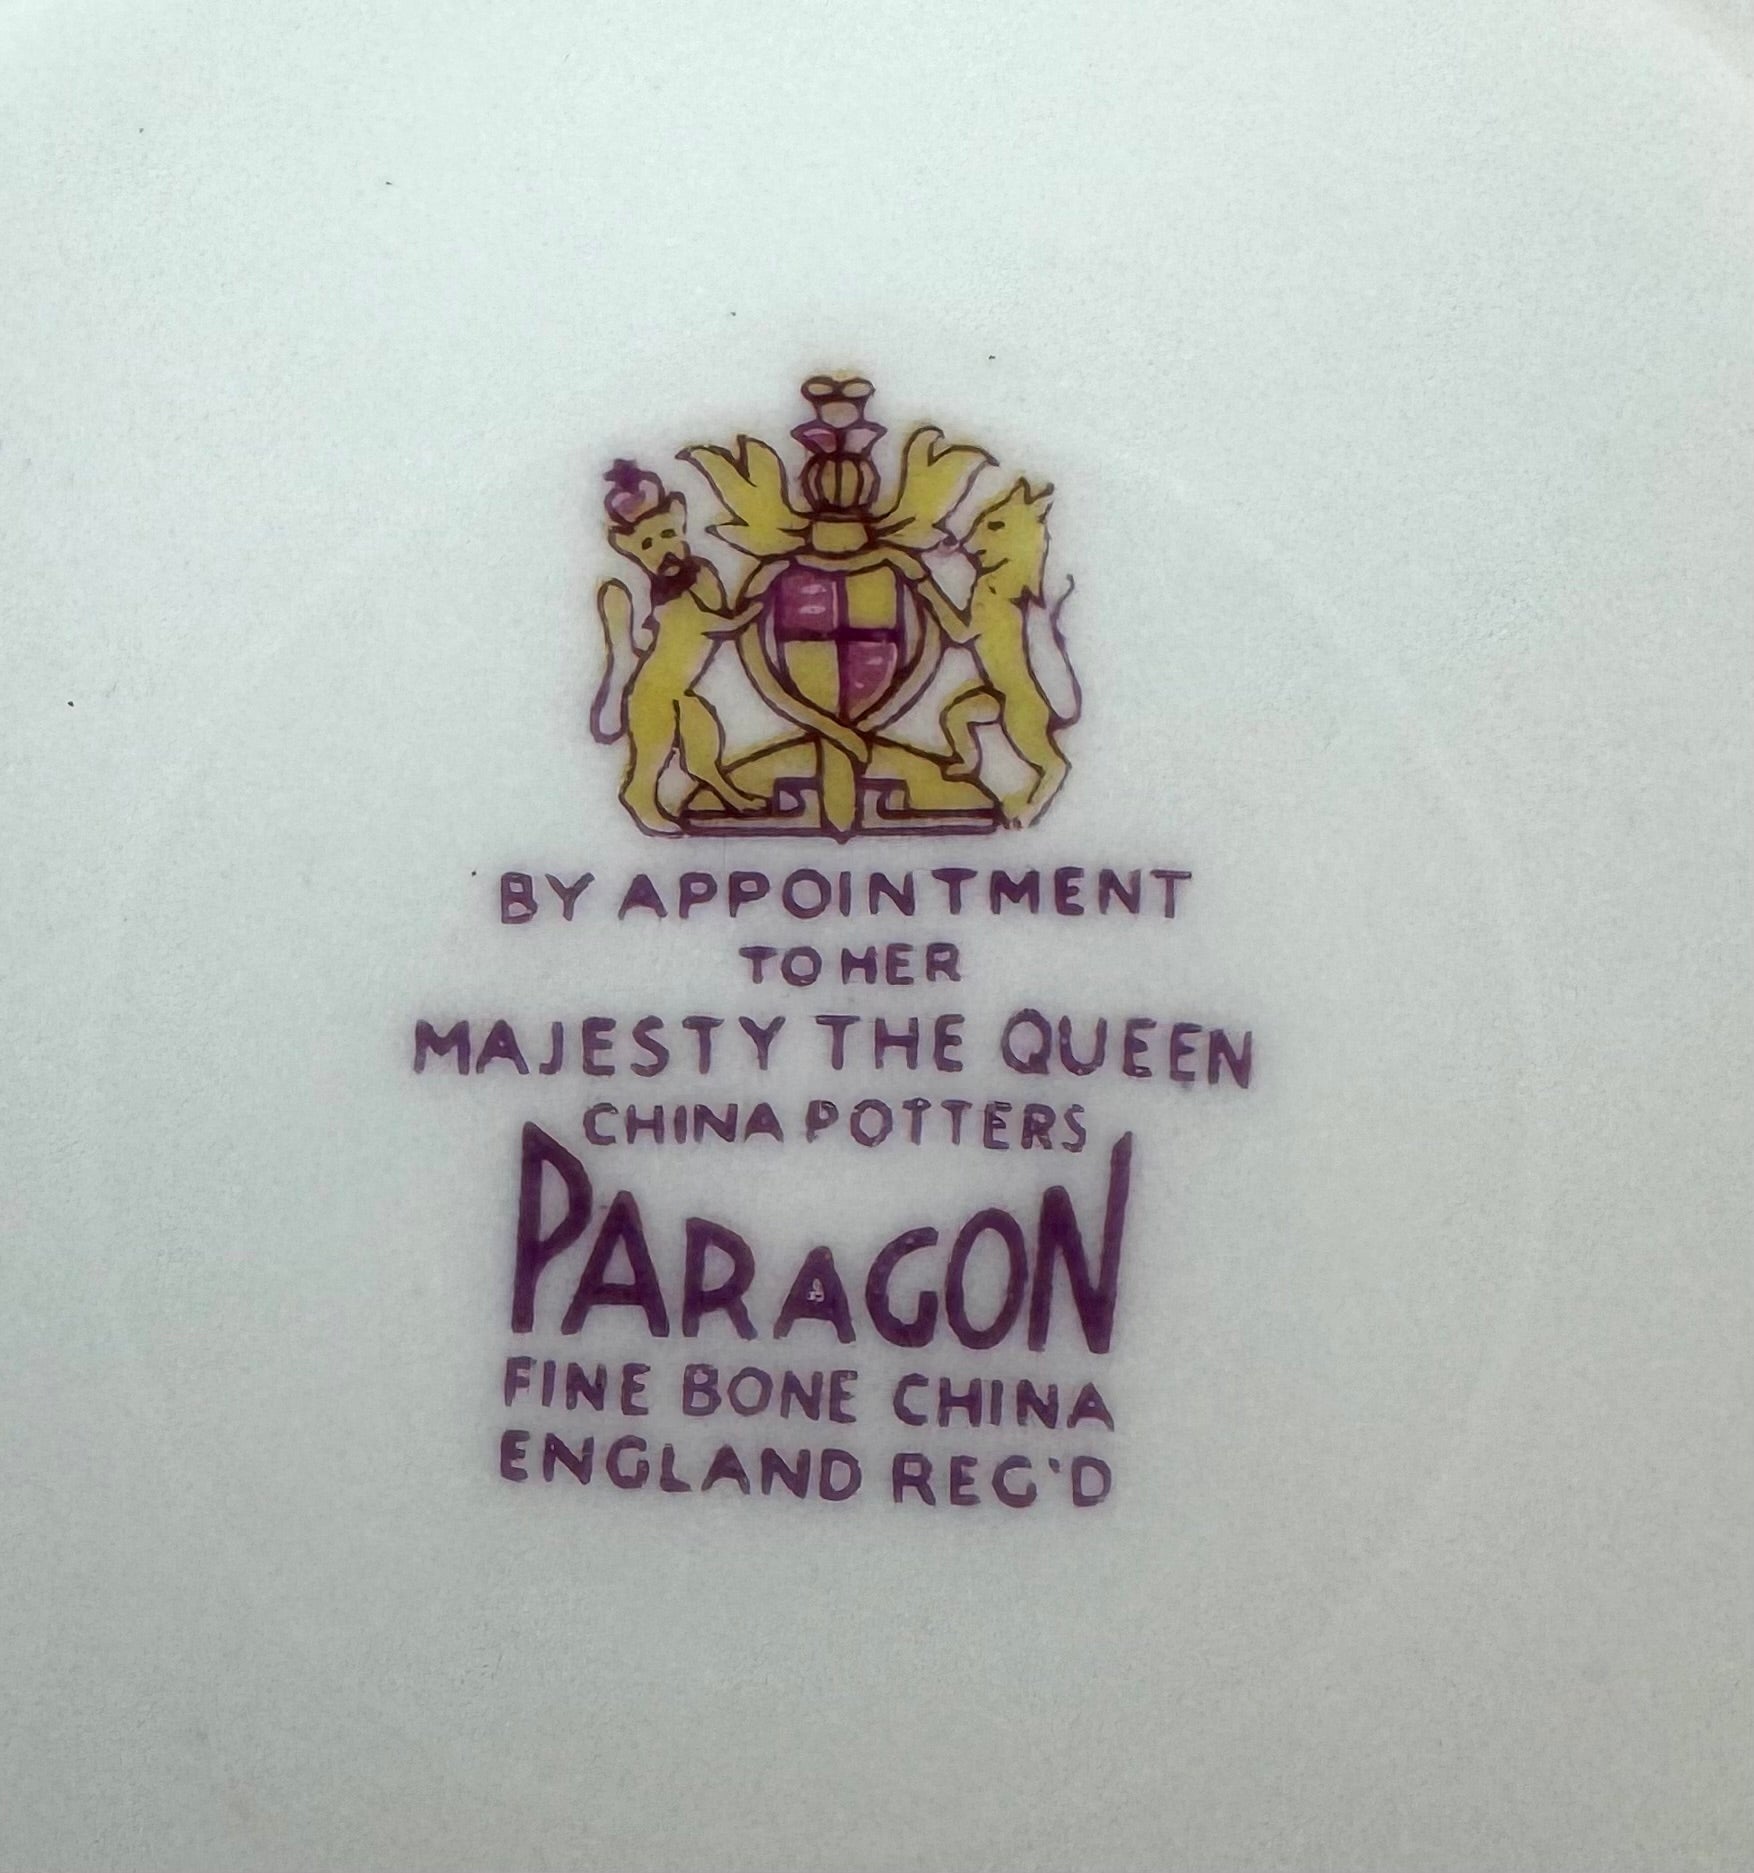 BY APPOINTMENT
TO HER
MAJESTY THE QUEEN
CHINA POTTERS
PARAGON
FINE BONE CHINA
ENGLAND REG'D